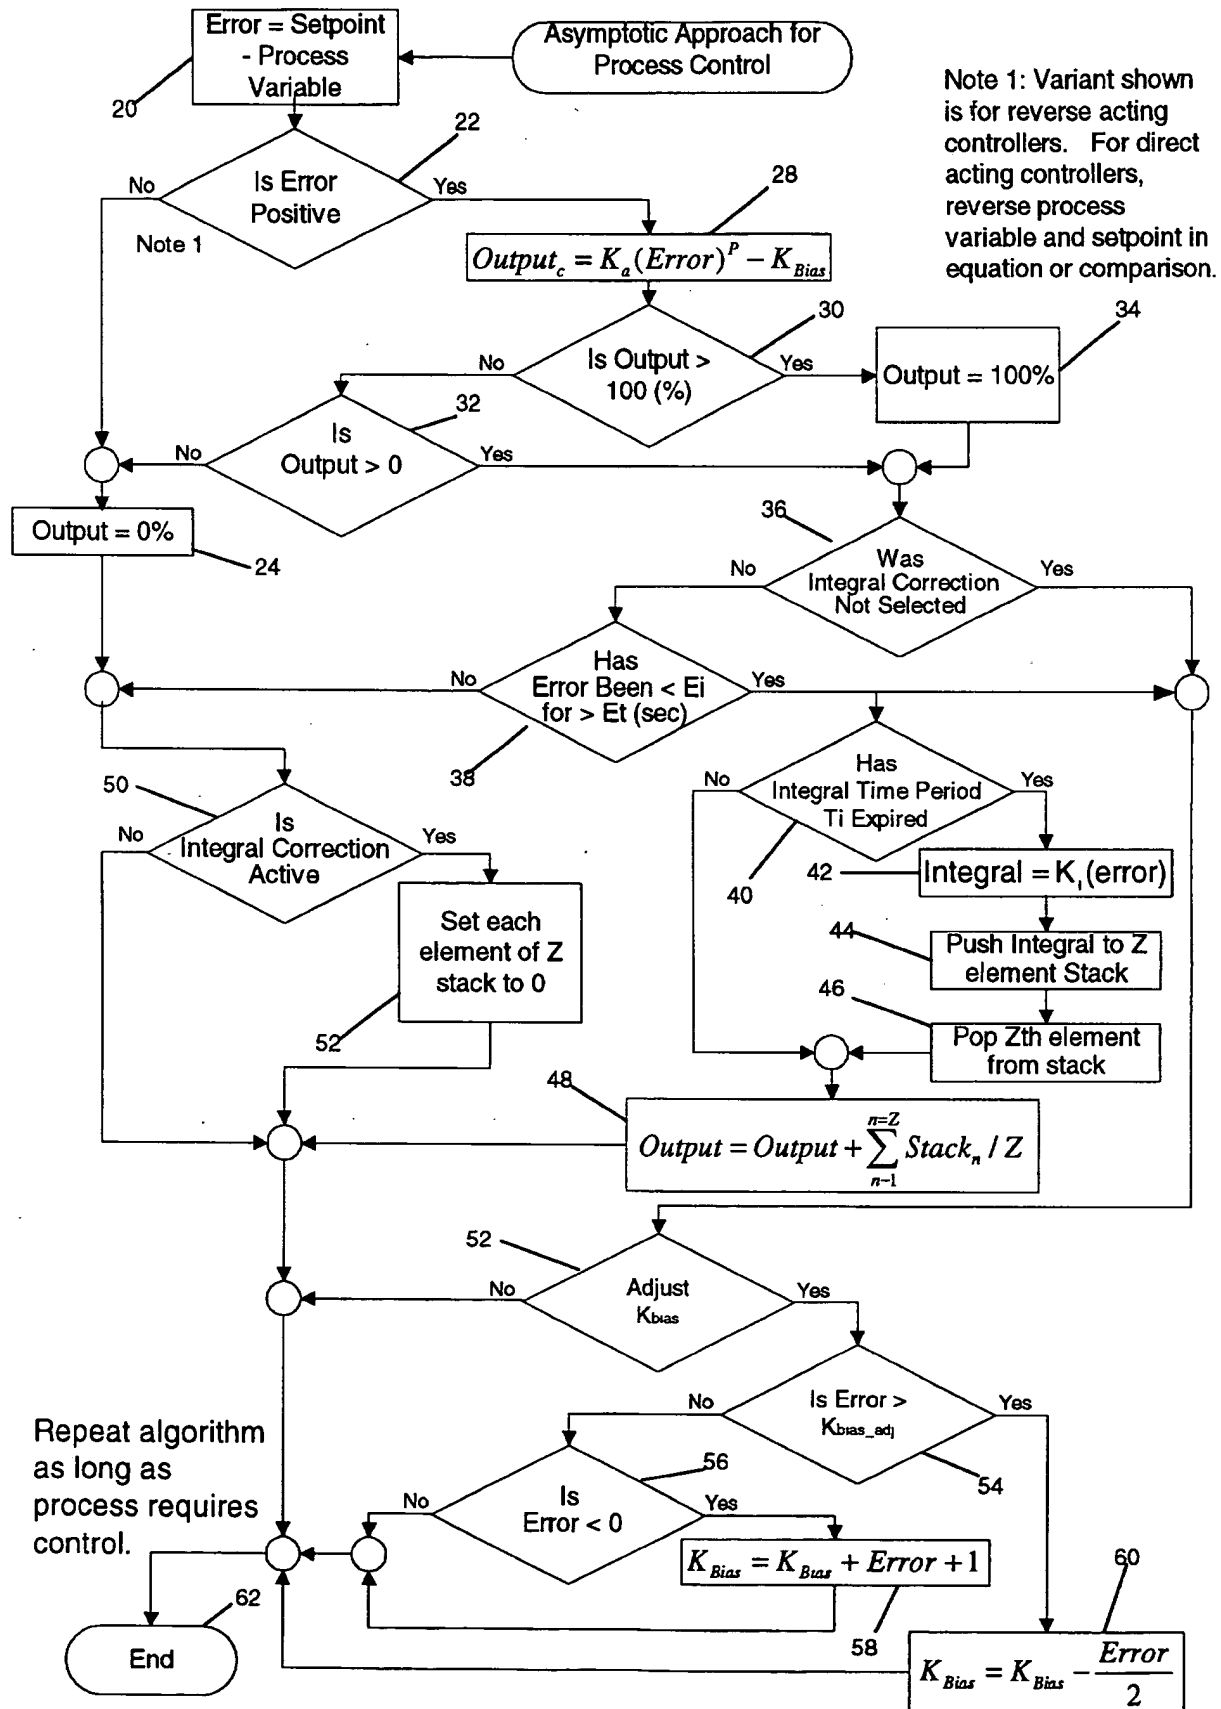 Error = Setpoint
- Process
Variable
Asymptotic Approach for
Process Control
20
Note 1: Variant shown
is for reverse acting
controllers. For direct
acting controllers,
reverse process
variable and setpoint in
equation or comparison.
22
Is Error
Positive
No
Yes
Note 1
28
Output_c = K_a (Error)^P − K_Bias
30
Is Output >
100 (%)
No
Yes
34
Output = 100%
32
Is
Output > 0
No
Yes
Output = 0%
24
36
Was
Integral Correction
Not Selected
No
Yes
Has
Error Been < Ei
for > Et (sec)
No
Yes
38
Has
Integral Time Period
Ti Expired
No
Yes
40
50
Is
Integral Correction
Active
No
Yes
42
Integral = K_I (error)
Set each
element of Z
stack to 0
52
44
Push Integral to Z
element Stack
46
Pop Zth element
from stack
48
Output = Output + ∑_{n-1}^{n=Z} Stack_n / Z
52
Adjust
K_bias
No
Yes
Is Error >
K_bias_adj
No
Yes
54
Repeat algorithm
as long as
process requires
control.
56
Is
Error < 0
No
Yes
K_Bias = K_Bias + Error + 1
58
60
K_Bias = K_Bias − Error / 2
62
End